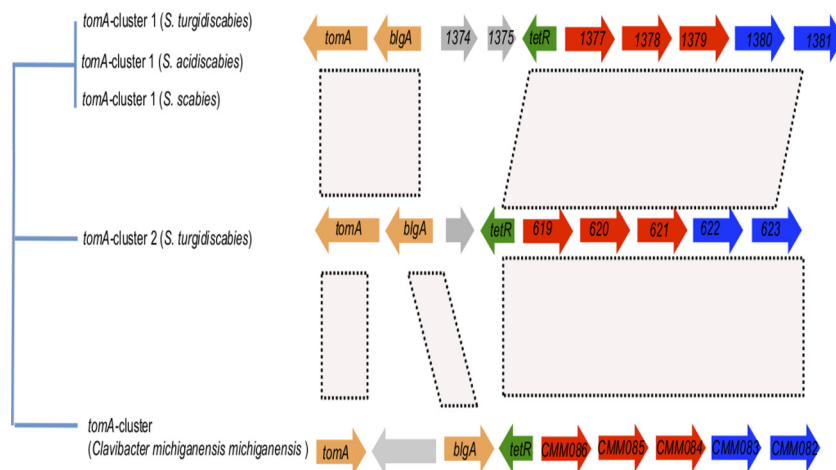 tomA-cluster 1 (S. turgidiscabies)
tomA blgA 1374 1375 tetR 1377 1378 1379 1380 1381
tomA-cluster 1 (S. acidiscabies)
tomA-cluster 1 (S. scabies)
tomA-cluster 2 (S. turgidiscabies)
tomA blgA tetR 619 620 621 622 623
tomA-cluster
(Clavibacter michiganensis michiganensis )
tomA blgA tetR CMM086 CMM085 CMM084 CMM083 CMM082